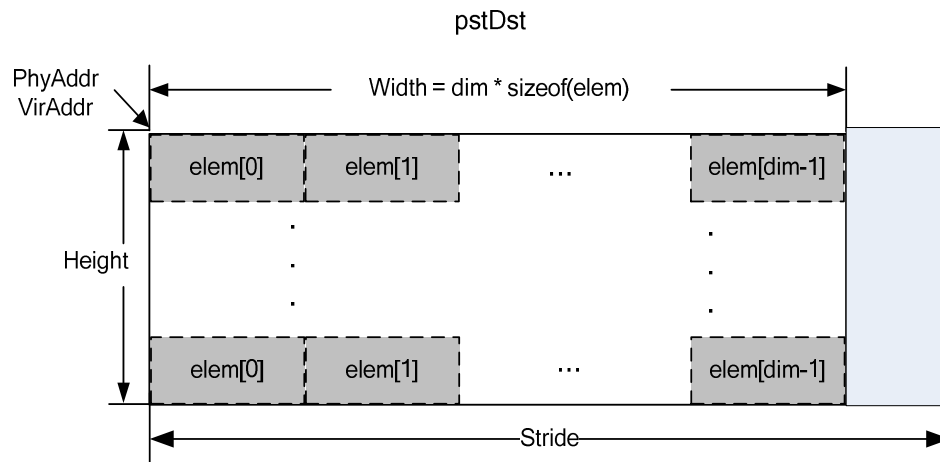 pstDst
PhyAddr
VirAddr
Width = dim * sizeof(elem)
elem[0] elem[1] ... elem[dim-1]
Height
elem[0] elem[1] ... elem[dim-1]
Stride